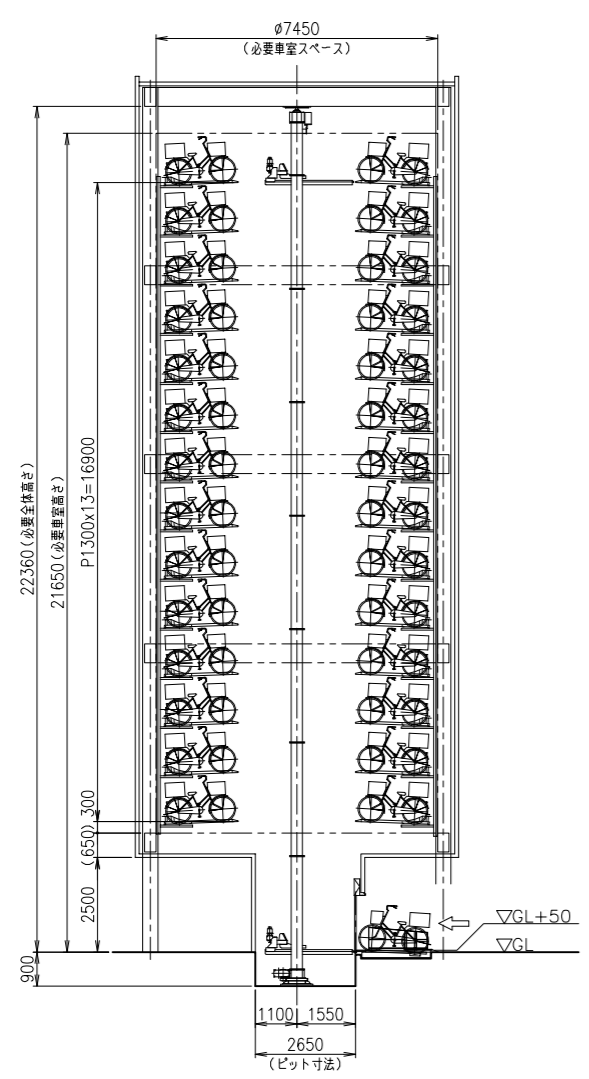 ø7450
(必要車室スペース)
22360(必要全体高さ)
21650(必要車室高さ)
P1300x13=16900
300
(650)
2500
900
▽GL+50
▽GL
1100
1550
2650
(ピット寸法)